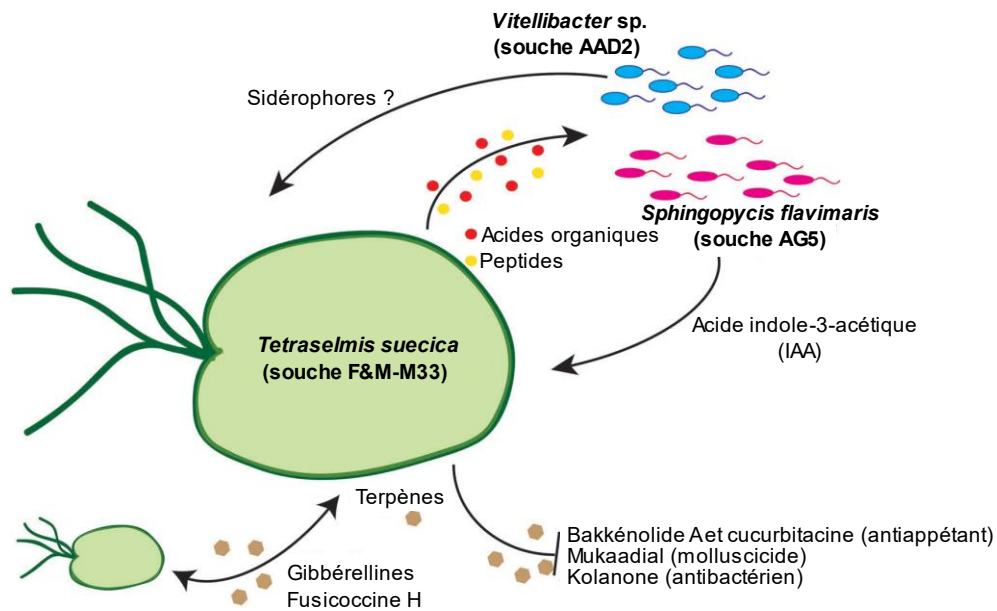 Vitellibacter sp.
(souche AAD2)
Sidérophores ?
Sphingopycis flavimaris
(souche AG5)
Acides organiques
Peptides
Acide indole-3-acétique
(IAA)
Tetraselmis suecica
(souche F&M-M33)
Terpènes
Gibbérellines
Fusicoccine H
Bakkénolide Aet cucurbitacine (antiappétant)
Mukaadial (molluscicide)
Kolanone (antibactérien)